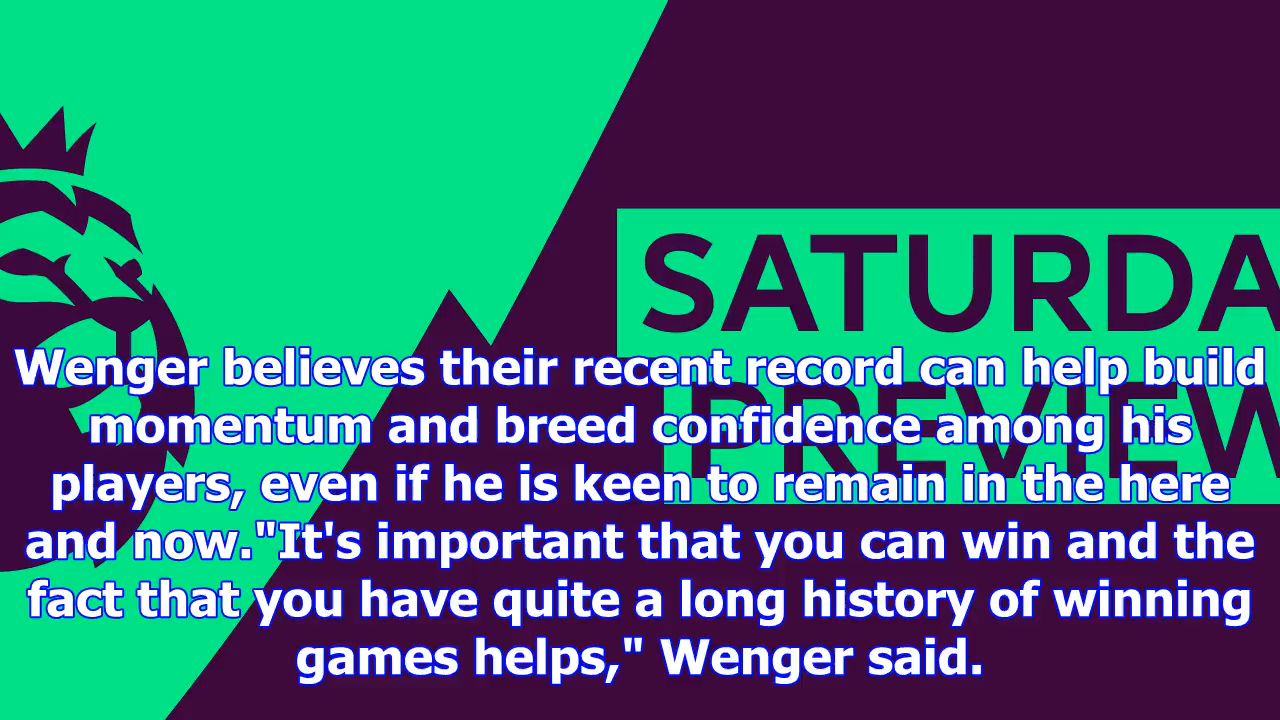 SATURDA
PREVIEW
Wenger believes their recent record can help build
momentum and breed confidence among his
players, even if he is keen to remain in the here
and now."It's important that you can win and the
fact that you have quite a long history of winning
games helps," Wenger said.